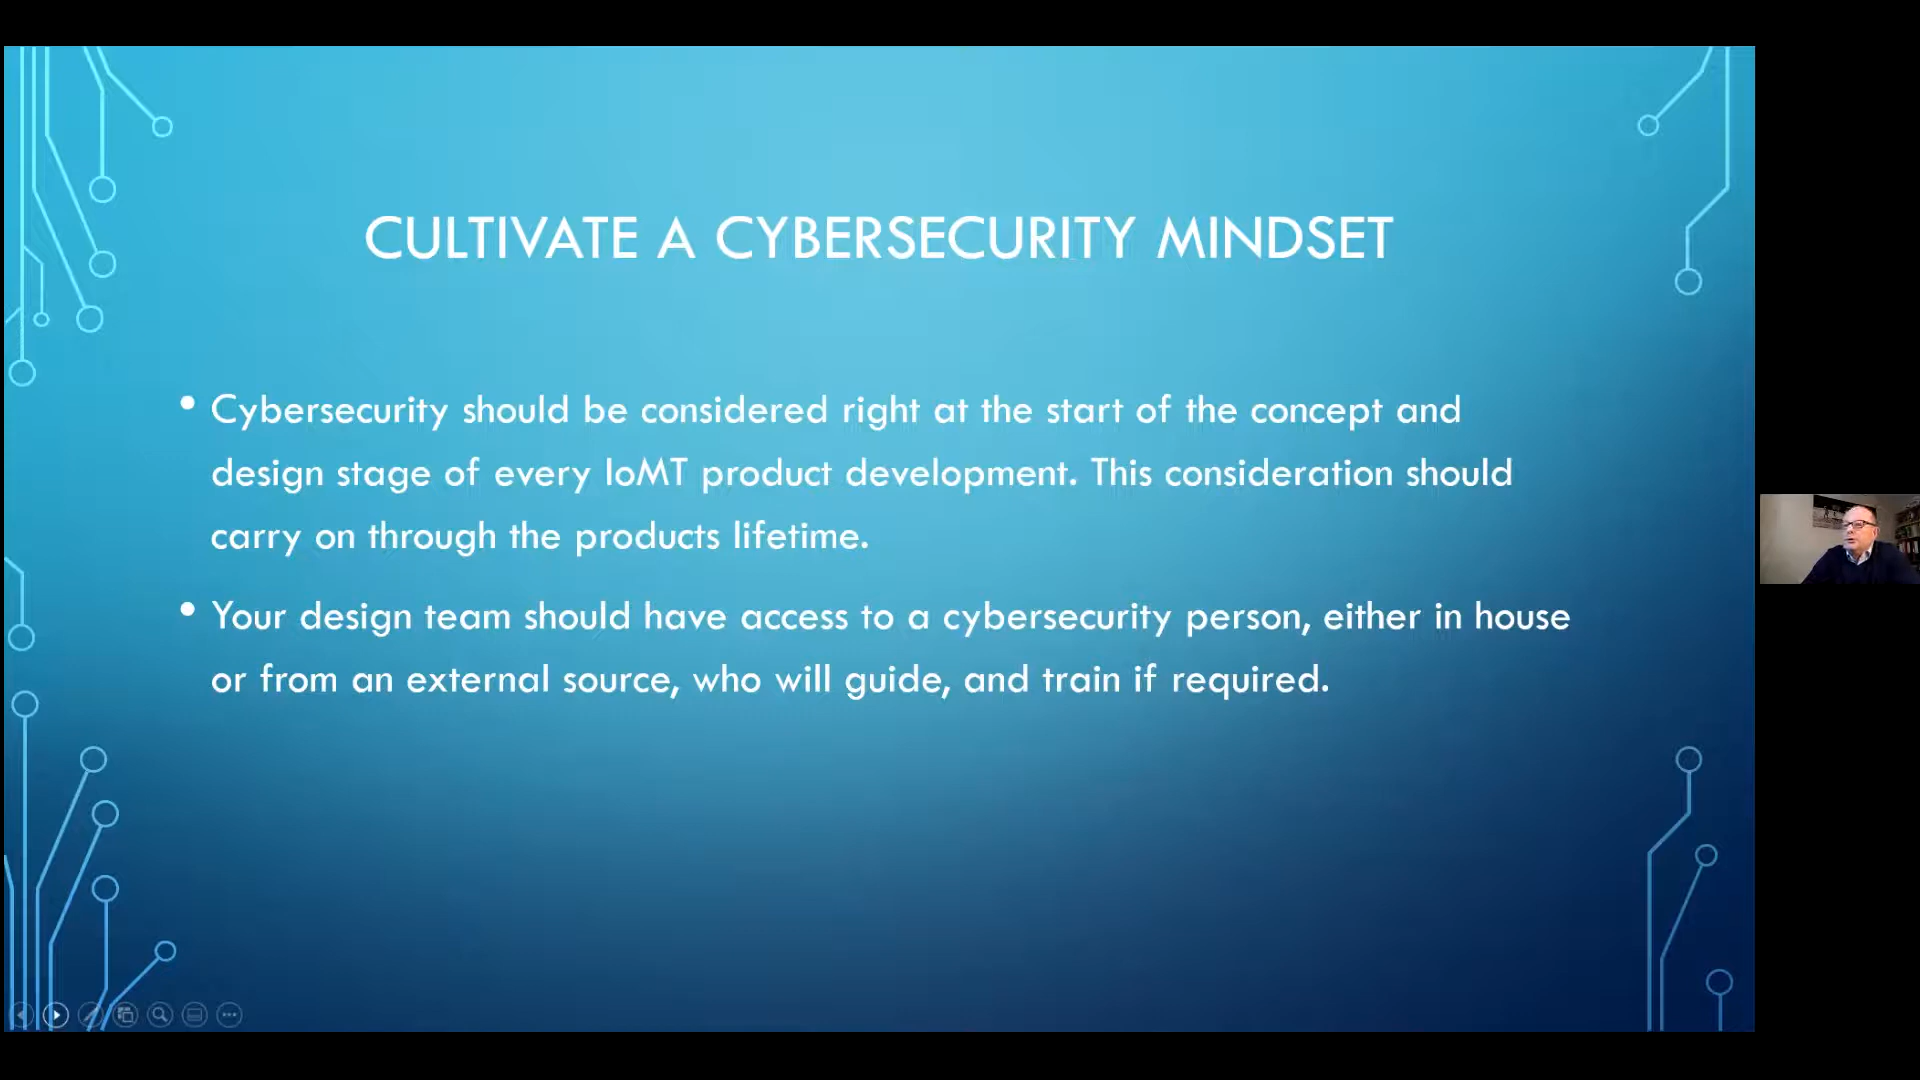 CULTIVATE A CYBERSECURITY MINDSET
• Cybersecurity should be considered right at the start of the concept and
design stage of every IoMT product development. This consideration should
carry on through the products lifetime.
• Your design team should have access to a cybersecurity person, either in house
or from an external source, who will guide, and train if required.